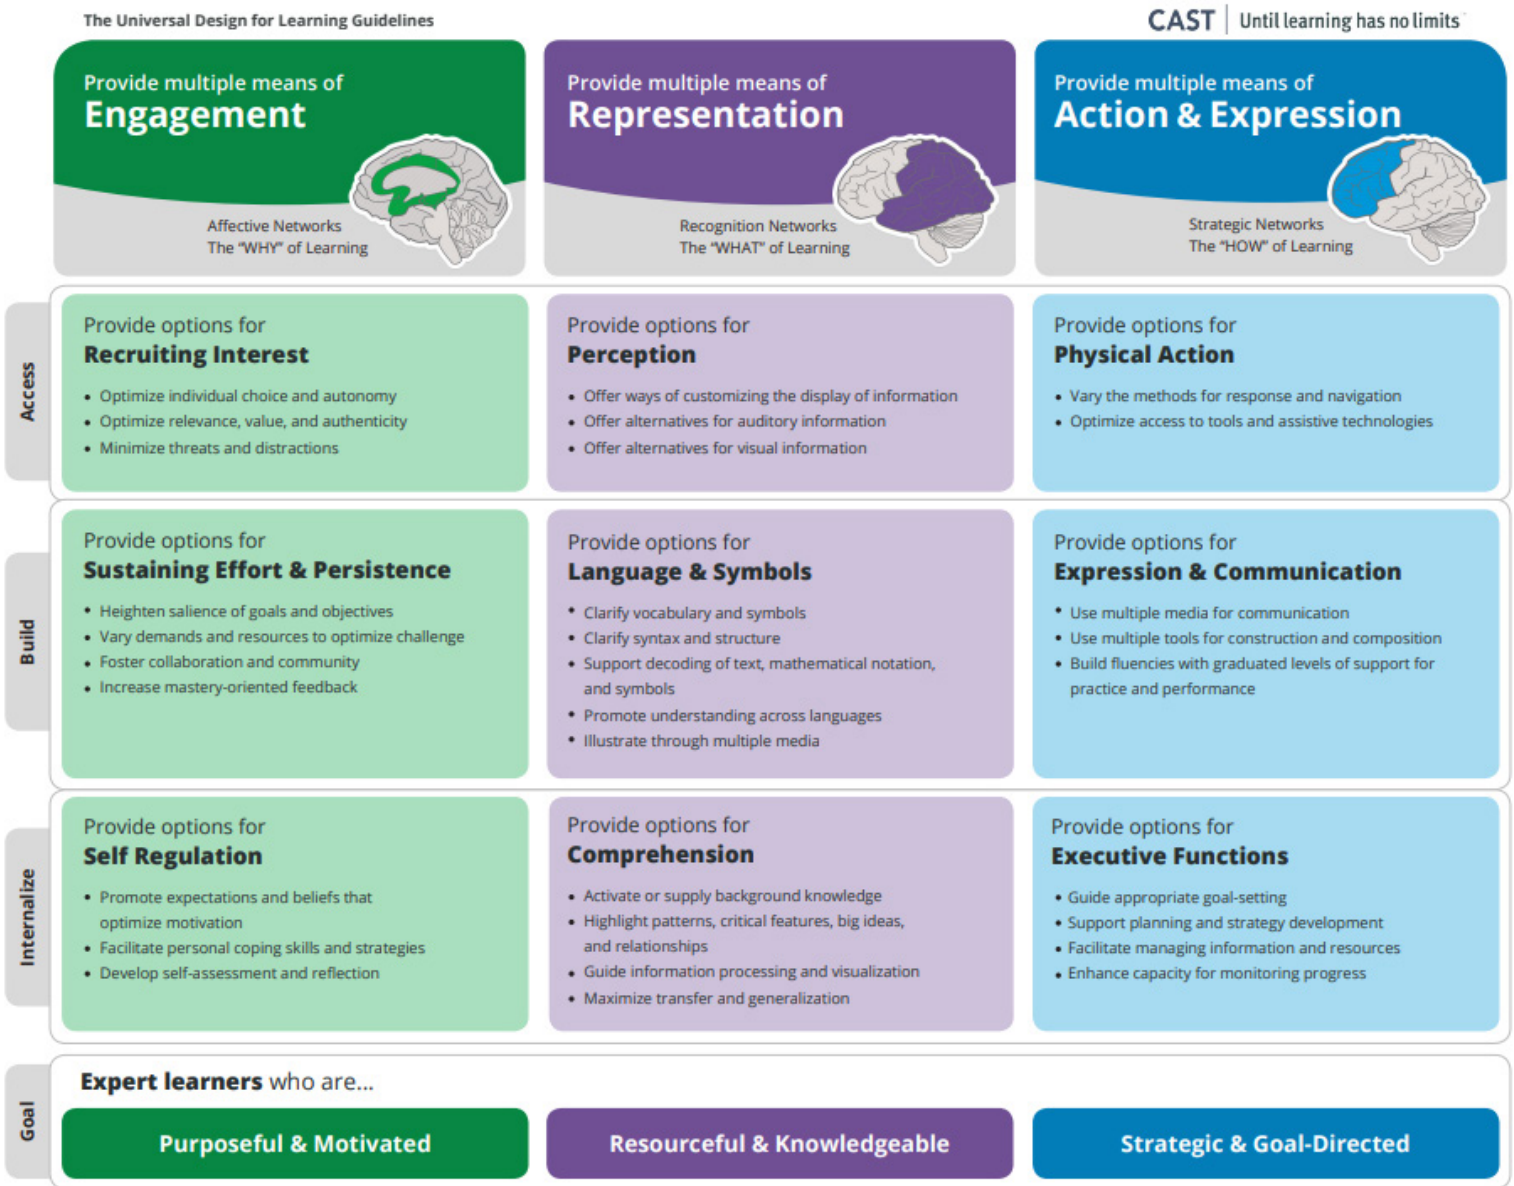 The Universal Design for Learning Guidelines
CAST | Until learning has no limits
Provide multiple means of
Engagement
Affective Networks
The "WHY" of Learning
Provide multiple means of
Representation
Recognition Networks
The "WHAT" of Learning
Provide multiple means of
Action & Expression
Strategic Networks
The "HOW" of Learning
Access
Provide options for
Recruiting Interest
• Optimize individual choice and autonomy
• Optimize relevance, value, and authenticity
• Minimize threats and distractions
Provide options for
Perception
• Offer ways of customizing the display of information
• Offer alternatives for auditory information
• Offer alternatives for visual information
Provide options for
Physical Action
• Vary the methods for response and navigation
• Optimize access to tools and assistive technologies
Build
Provide options for
Sustaining Effort & Persistence
• Heighten salience of goals and objectives
• Vary demands and resources to optimize challenge
• Foster collaboration and community
• Increase mastery-oriented feedback
Provide options for
Language & Symbols
• Clarify vocabulary and symbols
• Clarify syntax and structure
• Support decoding of text, mathematical notation,
and symbols
• Promote understanding across languages
• Illustrate through multiple media
Provide options for
Expression & Communication
• Use multiple media for communication
• Use multiple tools for construction and composition
• Build fluencies with graduated levels of support for
practice and performance
Internalize
Provide options for
Self Regulation
• Promote expectations and beliefs that
optimize motivation
• Facilitate personal coping skills and strategies
• Develop self-assessment and reflection
Provide options for
Comprehension
• Activate or supply background knowledge
• Highlight patterns, critical features, big ideas,
and relationships
• Guide information processing and visualization
• Maximize transfer and generalization
Provide options for
Executive Functions
• Guide appropriate goal-setting
• Support planning and strategy development
• Facilitate managing information and resources
• Enhance capacity for monitoring progress
Goal
Expert learners who are...
Purposeful & Motivated
Resourceful & Knowledgeable
Strategic & Goal-Directed